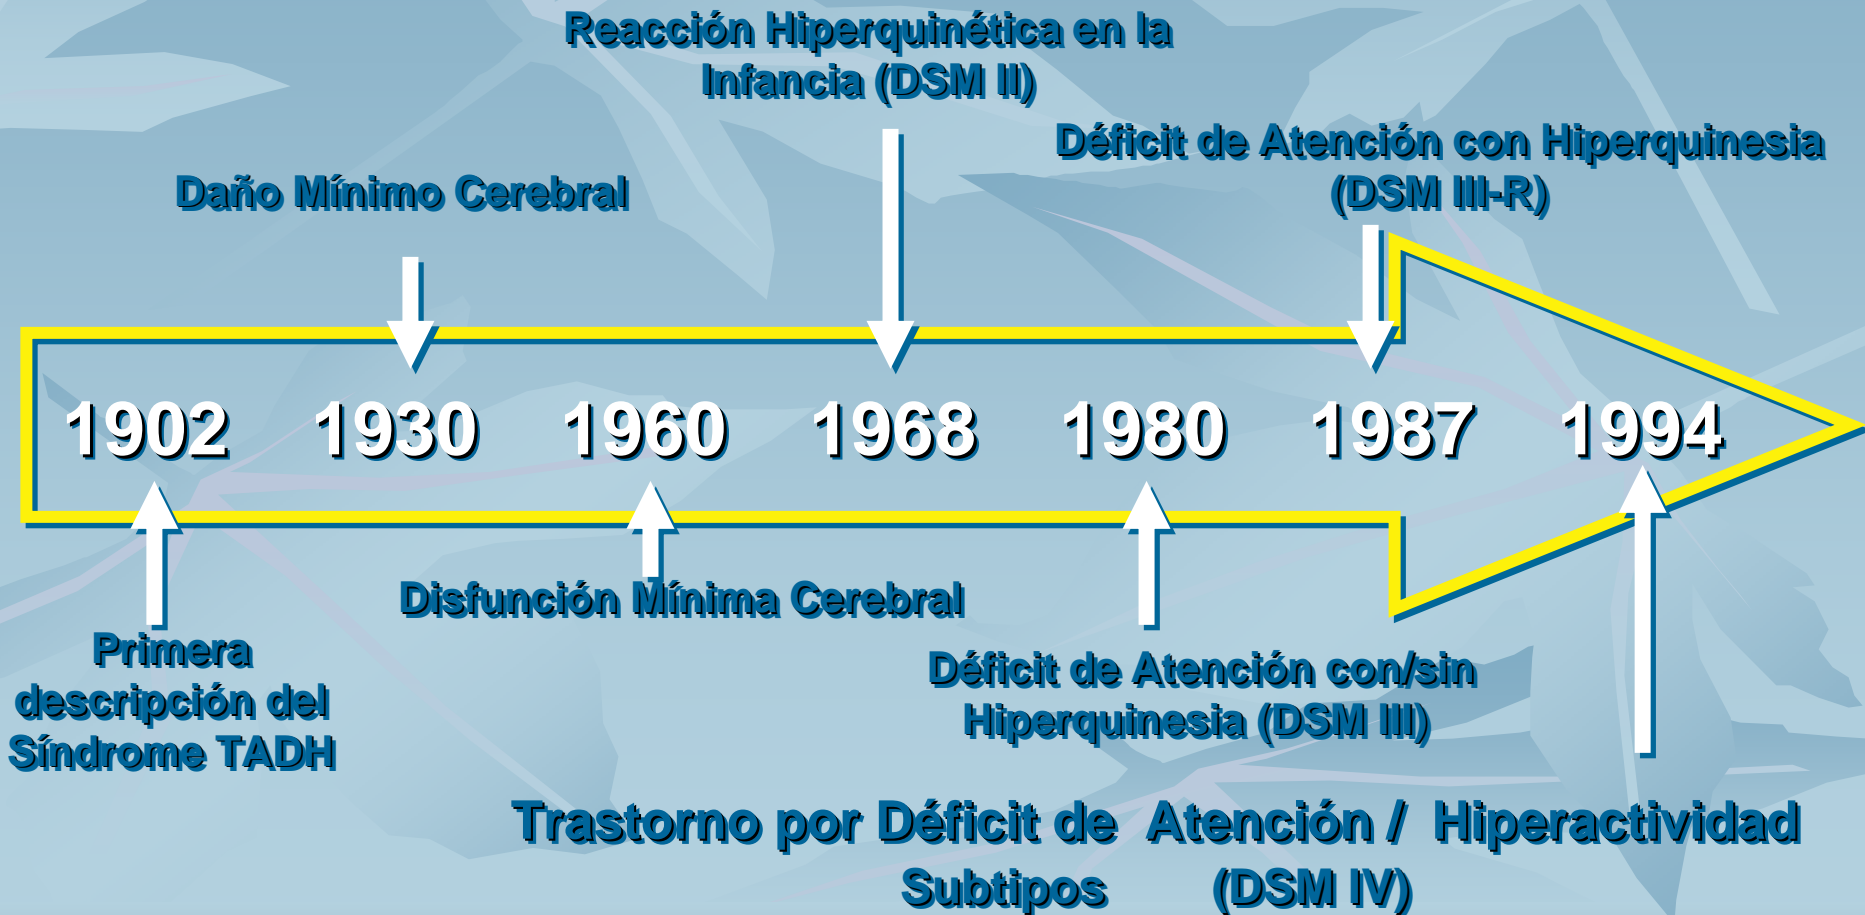 Reacción Hiperquinética en la
Infancia (DSM II)
Déficit de Atención con Hiperquinesia
(DSM III-R)
Daño Mínimo Cerebral
1902 1930 1960 1968 1980 1987 1994
Disfunción Mínima Cerebral
Primera
descripción del
Síndrome TADH
Déficit de Atención con/sin
Hiperquinesia (DSM III)
Trastorno por Déficit de Atención / Hiperactividad
Subtipos (DSM IV)